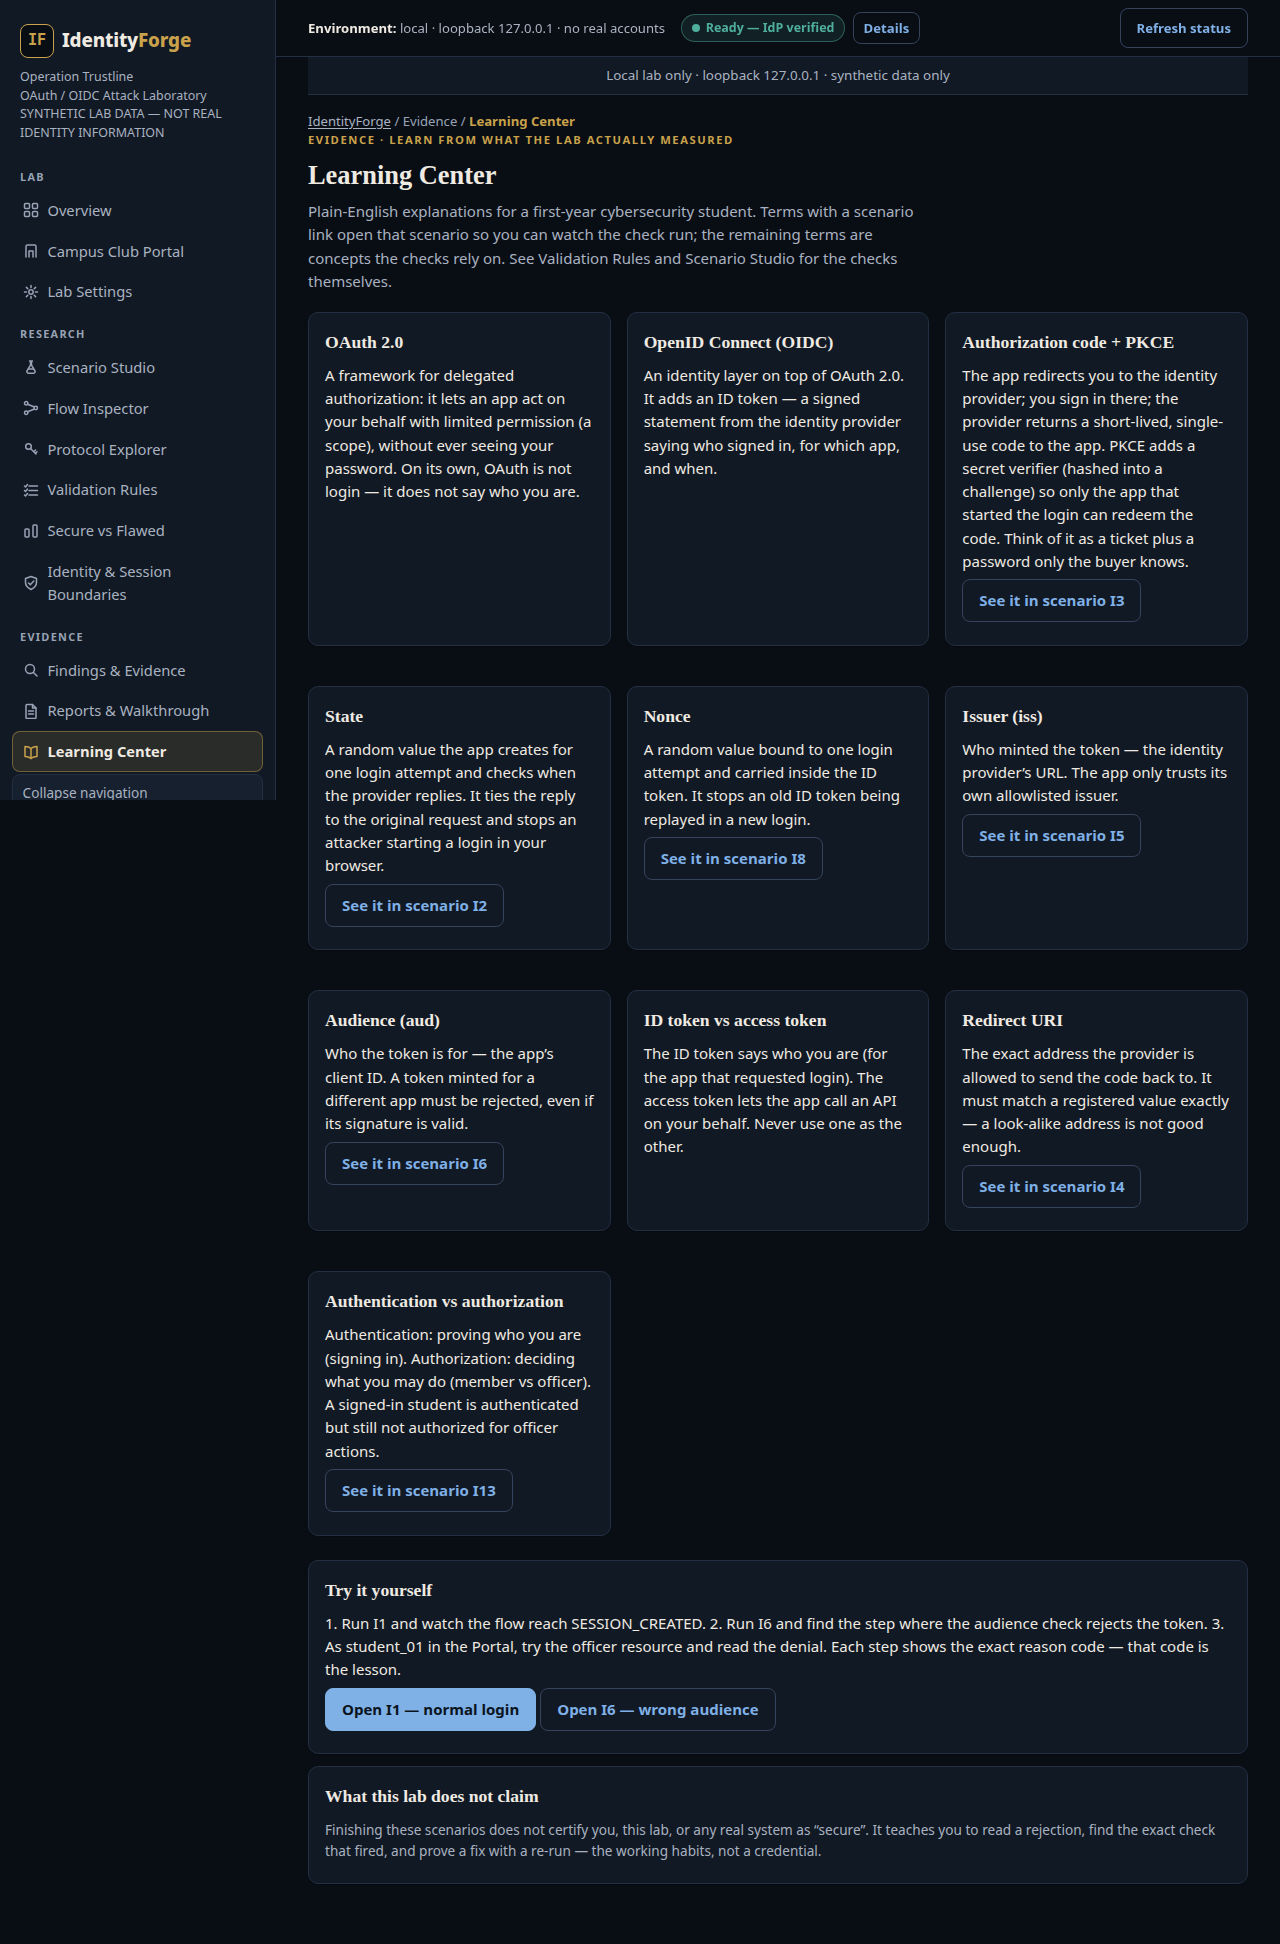 IF IdentityForge
Operation Trustline
OAuth / OIDC Attack Laboratory
SYNTHETIC LAB DATA — NOT REAL
IDENTITY INFORMATION
LAB
Overview
Campus Club Portal
Lab Settings
RESEARCH
Scenario Studio
Flow Inspector
Protocol Explorer
Validation Rules
Secure vs Flawed
Identity & Session
Boundaries
EVIDENCE
Findings & Evidence
Reports & Walkthrough
Learning Center
Collapse navigation
Environment: local · loopback 127.0.0.1 · no real accounts
Ready — IdP verified
Details
Refresh status
Local lab only · loopback 127.0.0.1 · synthetic data only
IdentityForge / Evidence / Learning Center
EVIDENCE · LEARN FROM WHAT THE LAB ACTUALLY MEASURED
Learning Center
Plain-English explanations for a first-year cybersecurity student. Terms with a scenario
link open that scenario so you can watch the check run; the remaining terms are
concepts the checks rely on. See Validation Rules and Scenario Studio for the checks
themselves.
OAuth 2.0
A framework for delegated
authorization: it lets an app act on
your behalf with limited permission (a
scope), without ever seeing your
password. On its own, OAuth is not
login — it does not say who you are.
OpenID Connect (OIDC)
An identity layer on top of OAuth 2.0.
It adds an ID token — a signed
statement from the identity provider
saying who signed in, for which app,
and when.
Authorization code + PKCE
The app redirects you to the identity
provider; you sign in there; the
provider returns a short-lived, single-
use code to the app. PKCE adds a
secret verifier (hashed into a
challenge) so only the app that
started the login can redeem the
code. Think of it as a ticket plus a
password only the buyer knows.
See it in scenario I3
State
A random value the app creates for
one login attempt and checks when
the provider replies. It ties the reply
to the original request and stops an
attacker starting a login in your
browser.
See it in scenario I2
Nonce
A random value bound to one login
attempt and carried inside the ID
token. It stops an old ID token being
replayed in a new login.
See it in scenario I8
Issuer (iss)
Who minted the token — the identity
provider’s URL. The app only trusts its
own allowlisted issuer.
See it in scenario I5
Audience (aud)
Who the token is for — the app’s
client ID. A token minted for a
different app must be rejected, even if
its signature is valid.
See it in scenario I6
ID token vs access token
The ID token says who you are (for
the app that requested login). The
access token lets the app call an API
on your behalf. Never use one as the
other.
Redirect URI
The exact address the provider is
allowed to send the code back to. It
must match a registered value exactly
— a look-alike address is not good
enough.
See it in scenario I4
Authentication vs authorization
Authentication: proving who you are
(signing in). Authorization: deciding
what you may do (member vs officer).
A signed-in student is authenticated
but still not authorized for officer
actions.
See it in scenario I13
Try it yourself
1. Run I1 and watch the flow reach SESSION_CREATED. 2. Run I6 and find the step where the audience check rejects the token. 3.
As student_01 in the Portal, try the officer resource and read the denial. Each step shows the exact reason code — that code is
the lesson.
Open I1 — normal login
Open I6 — wrong audience
What this lab does not claim
Finishing these scenarios does not certify you, this lab, or any real system as “secure”. It teaches you to read a rejection, find the exact check
that fired, and prove a fix with a re-run — the working habits, not a credential.